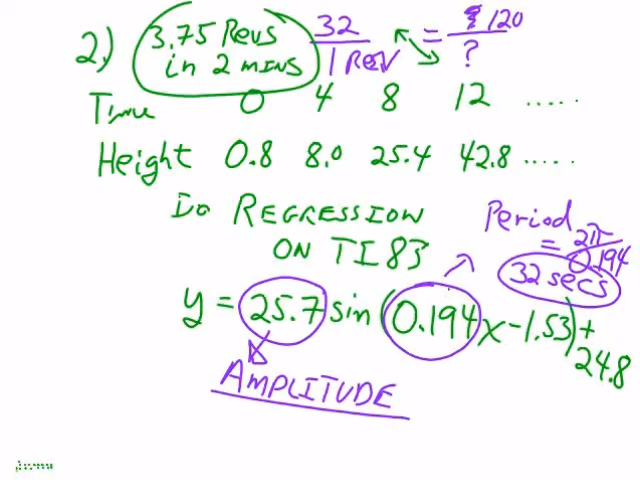 2.) 3.75 Revs in 2 mins
32 / 1 Rev = 120 / ?
Time 0 4 8 12 .....
Height 0.8 8.0 25.4 42.8 .....
Do Regression
on TI83
Period
= 2π / 0.194
32 secs
y = 25.7 sin(0.194x - 1.53) + 24.8
Amplitude